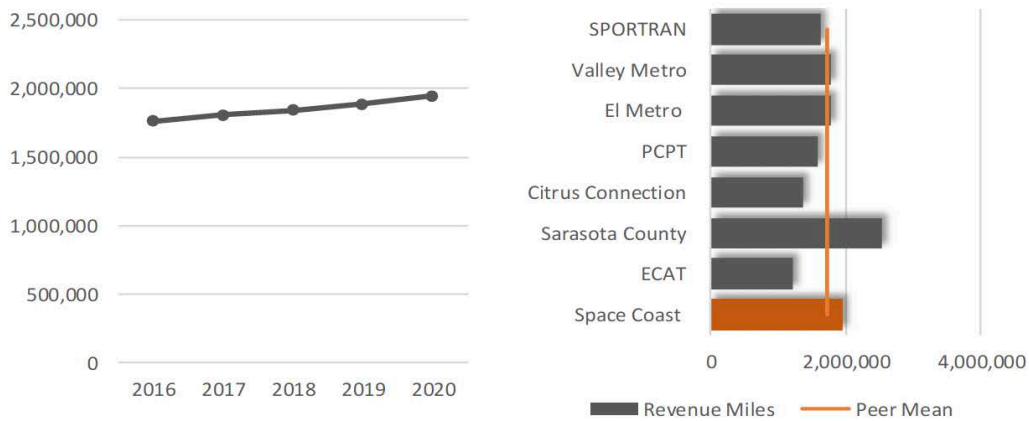 2,500,000
2,000,000
1,500,000
1,000,000
500,000
0
2016 2017 2018 2019 2020
SPORTRAN
Valley Metro
El Metro
PCPT
Citrus Connection
Sarasota County
ECAT
Space Coast
0 2,000,000 4,000,000
Revenue Miles Peer Mean